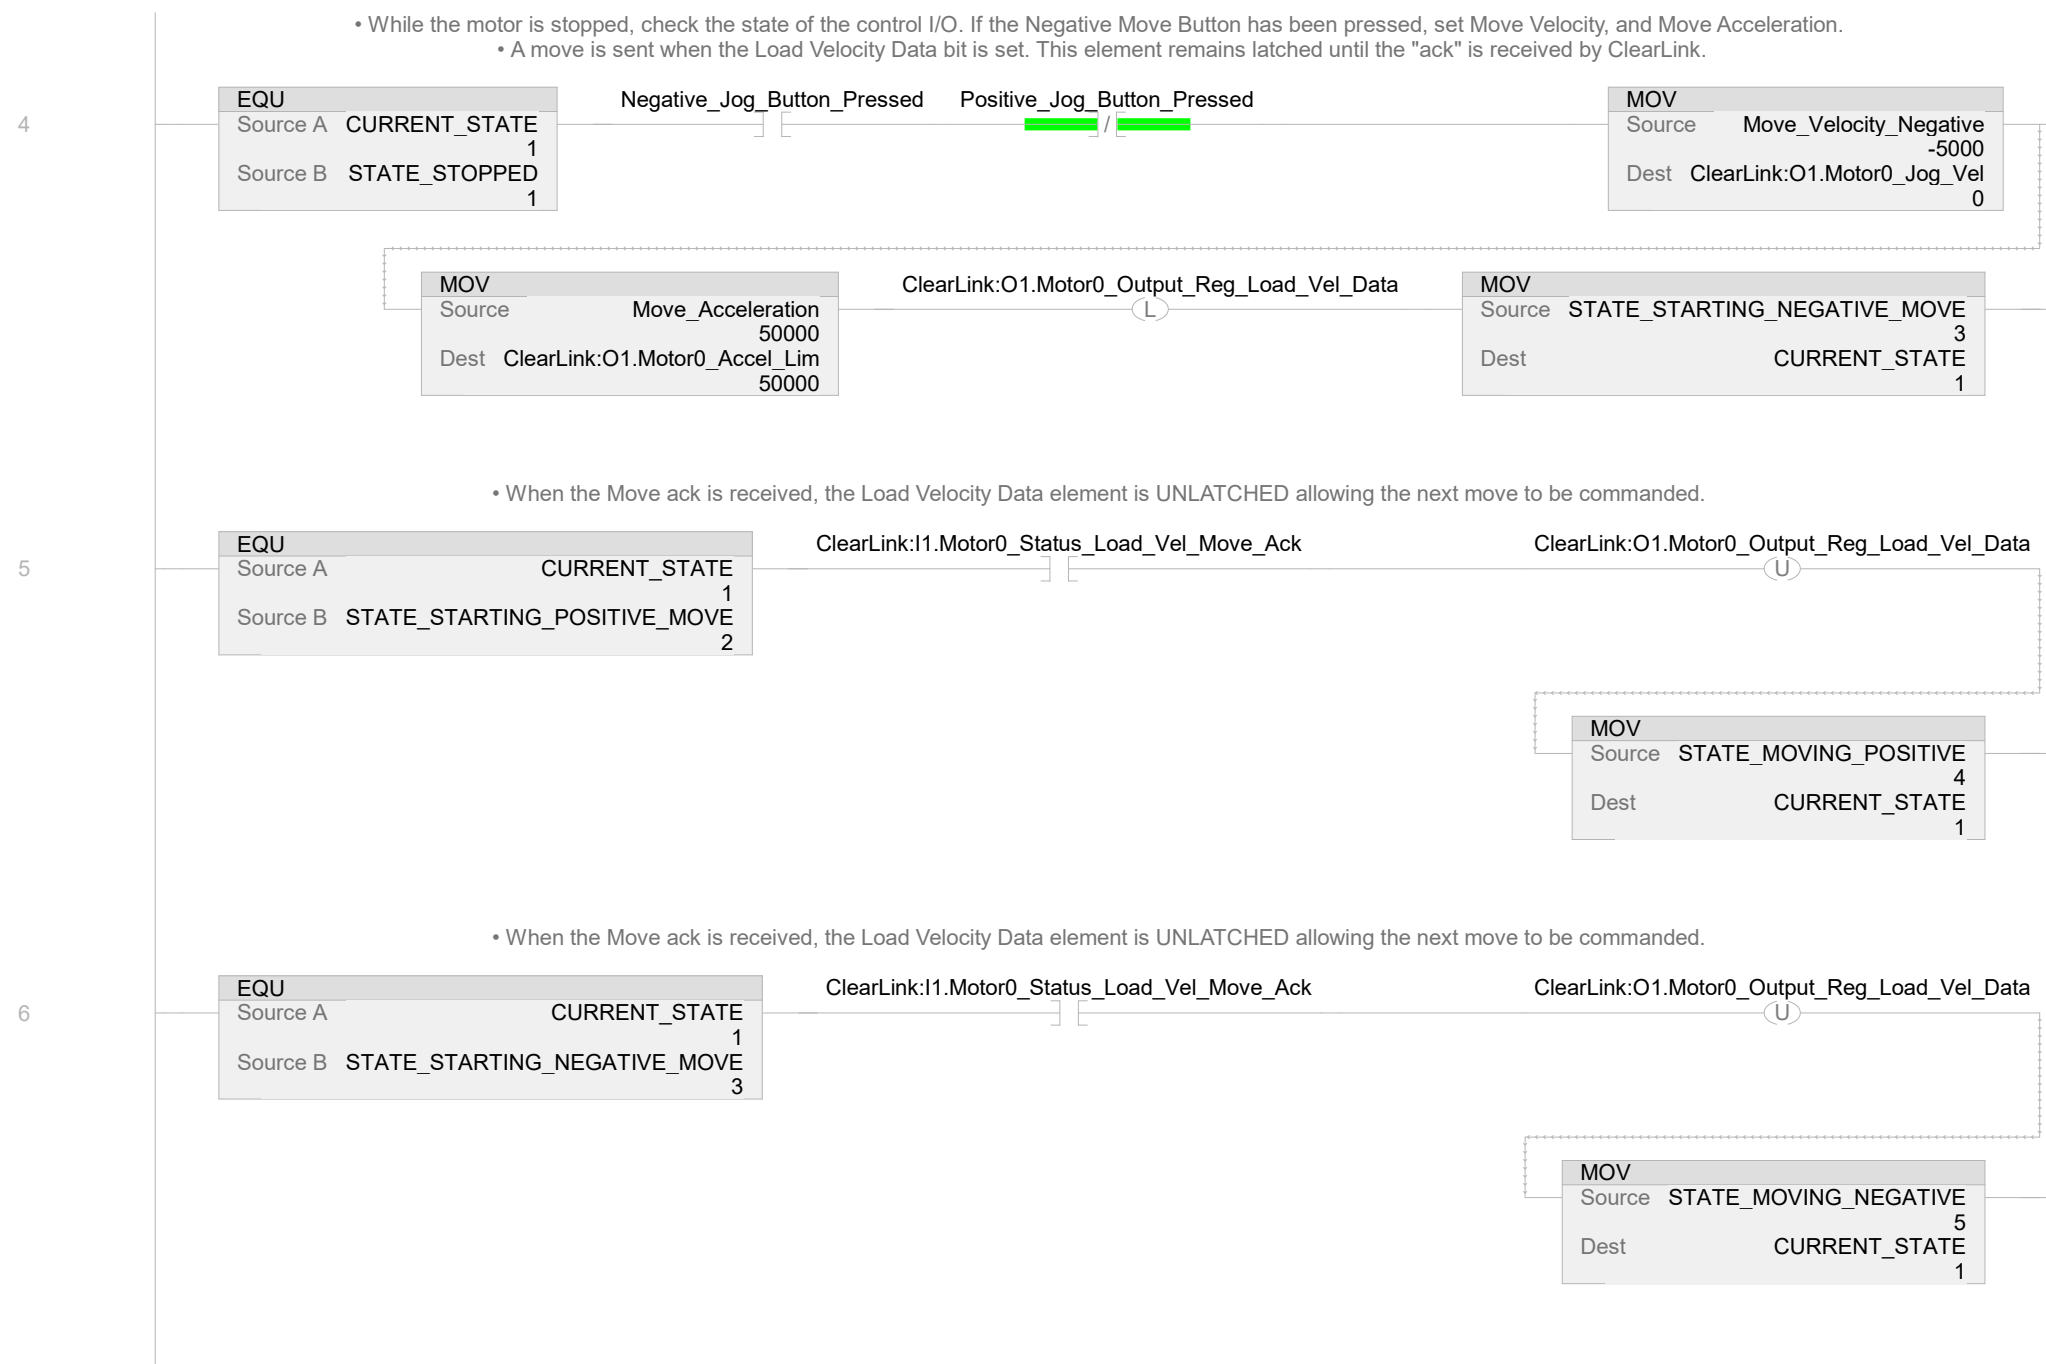 • While the motor is stopped, check the state of the control I/O. If the Negative Move Button has been pressed, set Move Velocity, and Move Acceleration.
• A move is sent when the Load Velocity Data bit is set. This element remains latched until the "ack" is received by ClearLink.
4
EQU
Source A CURRENT_STATE
1
Source B STATE_STOPPED
1
Negative_Jog_Button_Pressed
Positive_Jog_Button_Pressed
/
MOV
Source Move_Velocity_Negative
-5000
Dest ClearLink:O1.Motor0_Jog_Vel
0
MOV
Source Move_Acceleration
50000
Dest ClearLink:O1.Motor0_Accel_Lim
50000
ClearLink:O1.Motor0_Output_Reg_Load_Vel_Data
L
MOV
Source STATE_STARTING_NEGATIVE_MOVE
3
Dest CURRENT_STATE
1
• When the Move ack is received, the Load Velocity Data element is UNLATCHED allowing the next move to be commanded.
5
EQU
Source A CURRENT_STATE
1
Source B STATE_STARTING_POSITIVE_MOVE
2
ClearLink:I1.Motor0_Status_Load_Vel_Move_Ack
ClearLink:O1.Motor0_Output_Reg_Load_Vel_Data
U
MOV
Source STATE_MOVING_POSITIVE
4
Dest CURRENT_STATE
1
• When the Move ack is received, the Load Velocity Data element is UNLATCHED allowing the next move to be commanded.
6
EQU
Source A CURRENT_STATE
1
Source B STATE_STARTING_NEGATIVE_MOVE
3
ClearLink:I1.Motor0_Status_Load_Vel_Move_Ack
ClearLink:O1.Motor0_Output_Reg_Load_Vel_Data
U
MOV
Source STATE_MOVING_NEGATIVE
5
Dest CURRENT_STATE
1